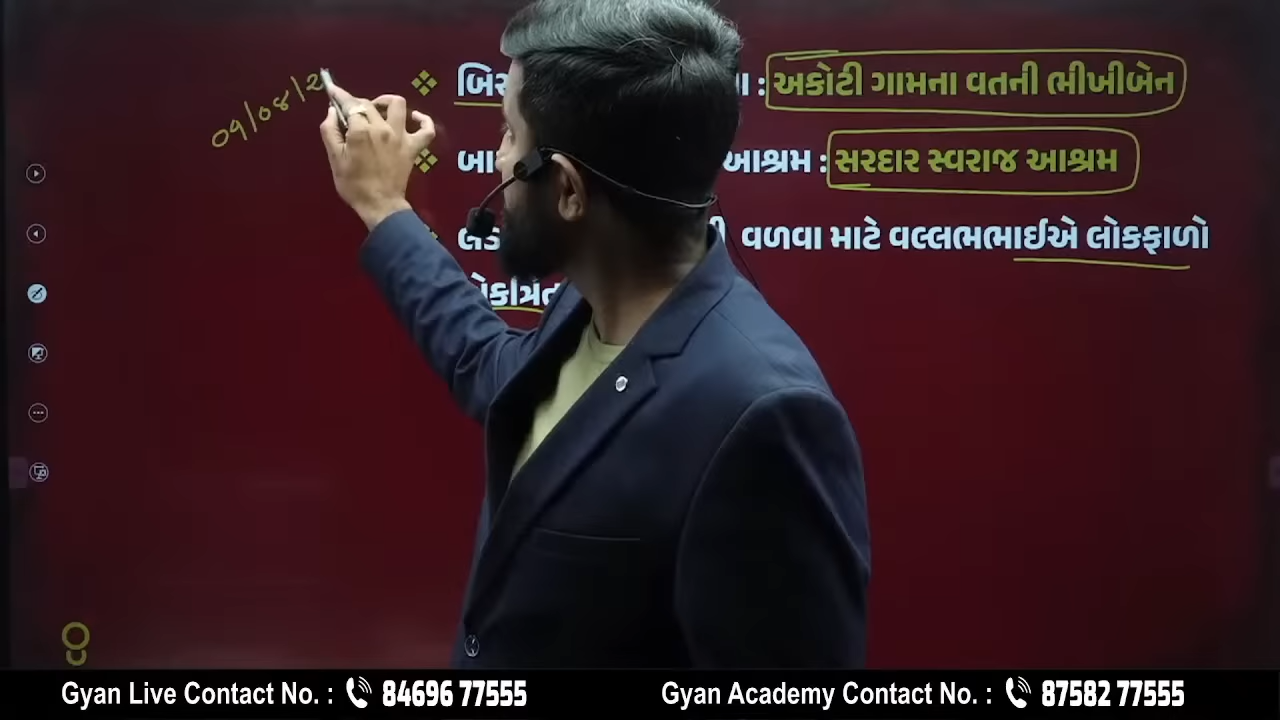 ૦૧/૦૪/૨
: અકોટી ગામના વતની ભીખીબેન
આશ્રમ : સરદાર સ્વરાજ આશ્રમ
વળવા માટે વલ્લભભાઈએ લોકફાળો
Gyan Live Contact No. : 84696 77555
Gyan Academy Contact No. : 87582 77555